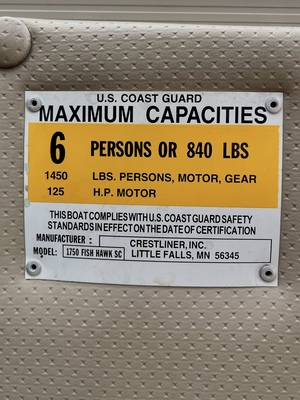 U.S. COAST GUARD
MAXIMUM CAPACITIES
6 PERSONS OR 840 LBS
1450 LBS. PERSONS, MOTOR, GEAR
125 H.P. MOTOR
THIS BOAT COMPLIES WITH U.S. COAST GUARD SAFETY
STANDARDS IN EFFECT ON THE DATE OF CERTIFICATION
MANUFACTURER : CRESTLINER, INC.
MODEL: 1750 FISH HAWK SC LITTLE FALLS, MN 56345